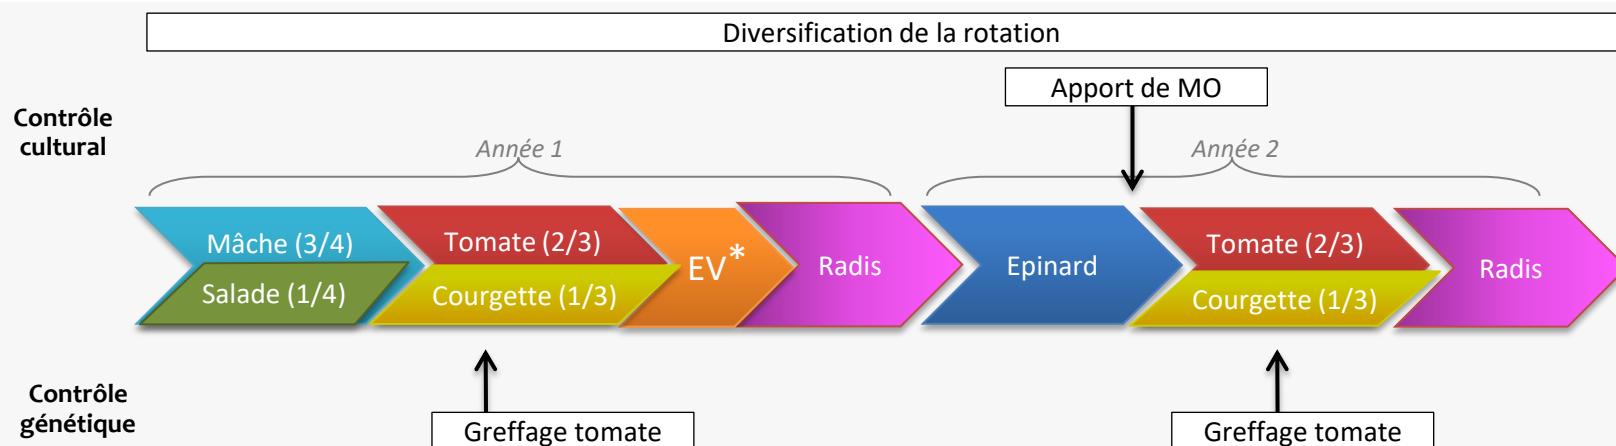 Diversification de la rotation
Apport de MO
Contrôle
cultural
Année 1
Année 2
Mâche (3/4)
Salade (1/4)
Tomate (2/3)
Courgette (1/3)
EV*
Radis
Epinard
Tomate (2/3)
Courgette (1/3)
Radis
Contrôle
génétique
Greffage tomate
Greffage tomate